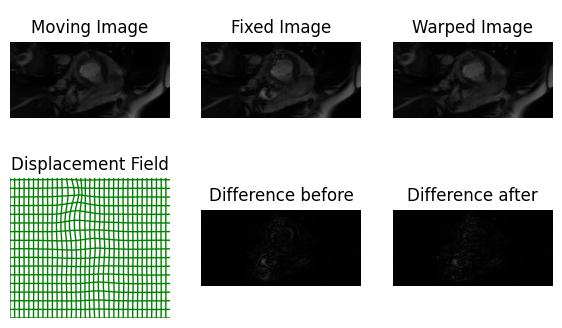 Moving Image
Fixed Image
Warped Image
Displacement Field
Difference before
Difference after